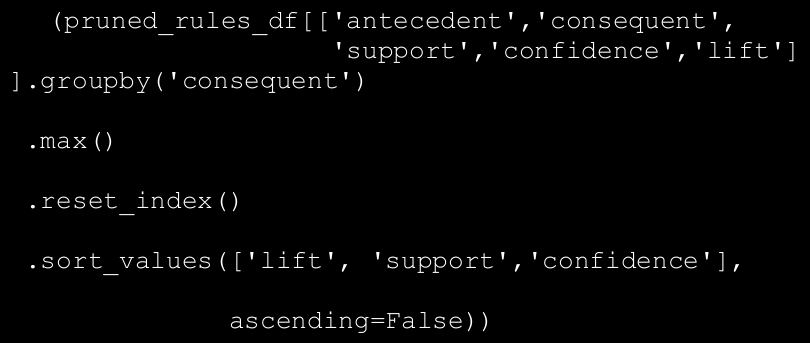 (pruned_rules_df[['antecedent','consequent',
'support','confidence','lift']
].groupby('consequent')
.max()
.reset_index()
.sort_values(['lift', 'support','confidence'],
ascending=False))